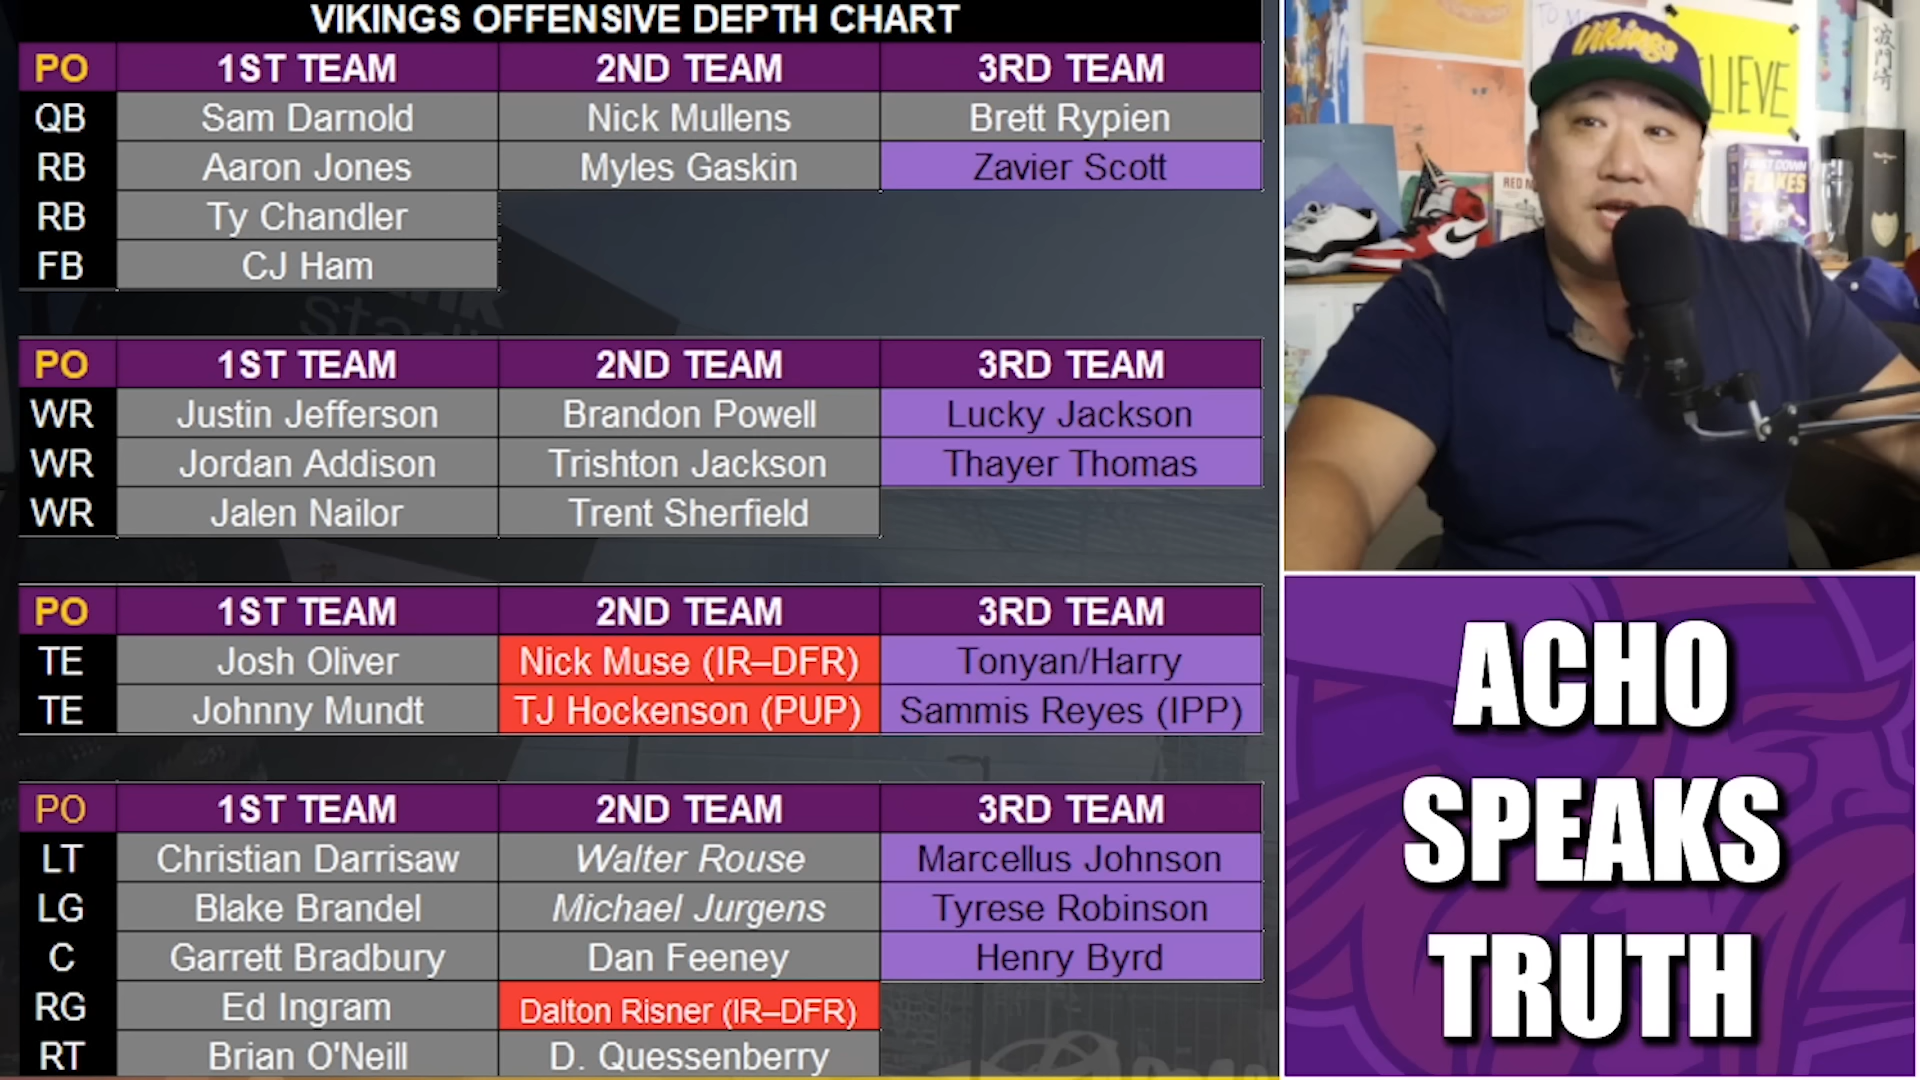 VIKINGS OFFENSIVE DEPTH CHART
PO 1ST TEAM 2ND TEAM 3RD TEAM
QB Sam Darnold Nick Mullens Brett Rypien
RB Aaron Jones Myles Gaskin Zavier Scott
RB Ty Chandler
FB CJ Ham
PO 1ST TEAM 2ND TEAM 3RD TEAM
WR Justin Jefferson Brandon Powell Lucky Jackson
WR Jordan Addison Trishton Jackson Thayer Thomas
WR Jalen Nailor Trent Sherfield
PO 1ST TEAM 2ND TEAM 3RD TEAM
TE Josh Oliver Nick Muse (IR–DFR) Tonyan/Harry
TE Johnny Mundt TJ Hockenson (PUP) Sammis Reyes (IPP)
PO 1ST TEAM 2ND TEAM 3RD TEAM
LT Christian Darrisaw Walter Rouse Marcellus Johnson
LG Blake Brandel Michael Jurgens Tyrese Robinson
C Garrett Bradbury Dan Feeney Henry Byrd
RG Ed Ingram Dalton Risner (IR–DFR)
RT Brian O'Neill D. Quessenberry
Vikings
LIEVE
FIRST DOWN
FLAKES
RED
ACHO
SPEAKS
TRUTH